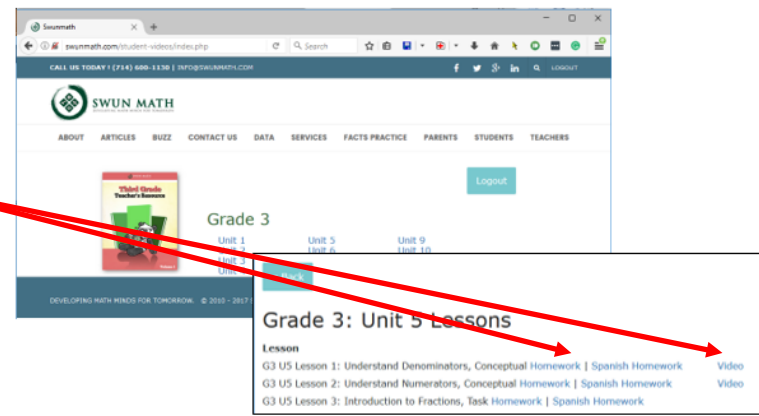 Swunmath
swunmath.com/student-videos/index.php
Search
CALL US TODAY ! (714) 600-1130 | INFO@SWUNMATH.COM
LOGOUT
SWUN MATH
ABOUT ARTICLES BUZZ CONTACT US DATA SERVICES FACTS PRACTICE PARENTS STUDENTS TEACHERS
Logout
Third Grade
Teacher's Resource
Grade 3
Unit 1 Unit 5 Unit 9
Unit 2 Unit 6 Unit 10
Unit 3
DEVELOPING MATH MINDS FOR TOMORROW. © 2010 - 2017
Back
Grade 3: Unit 5 Lessons
Lesson
G3 U5 Lesson 1: Understand Denominators, Conceptual Homework | Spanish Homework Video
G3 U5 Lesson 2: Understand Numerators, Conceptual Homework | Spanish Homework Video
G3 U5 Lesson 3: Introduction to Fractions, Task Homework | Spanish Homework